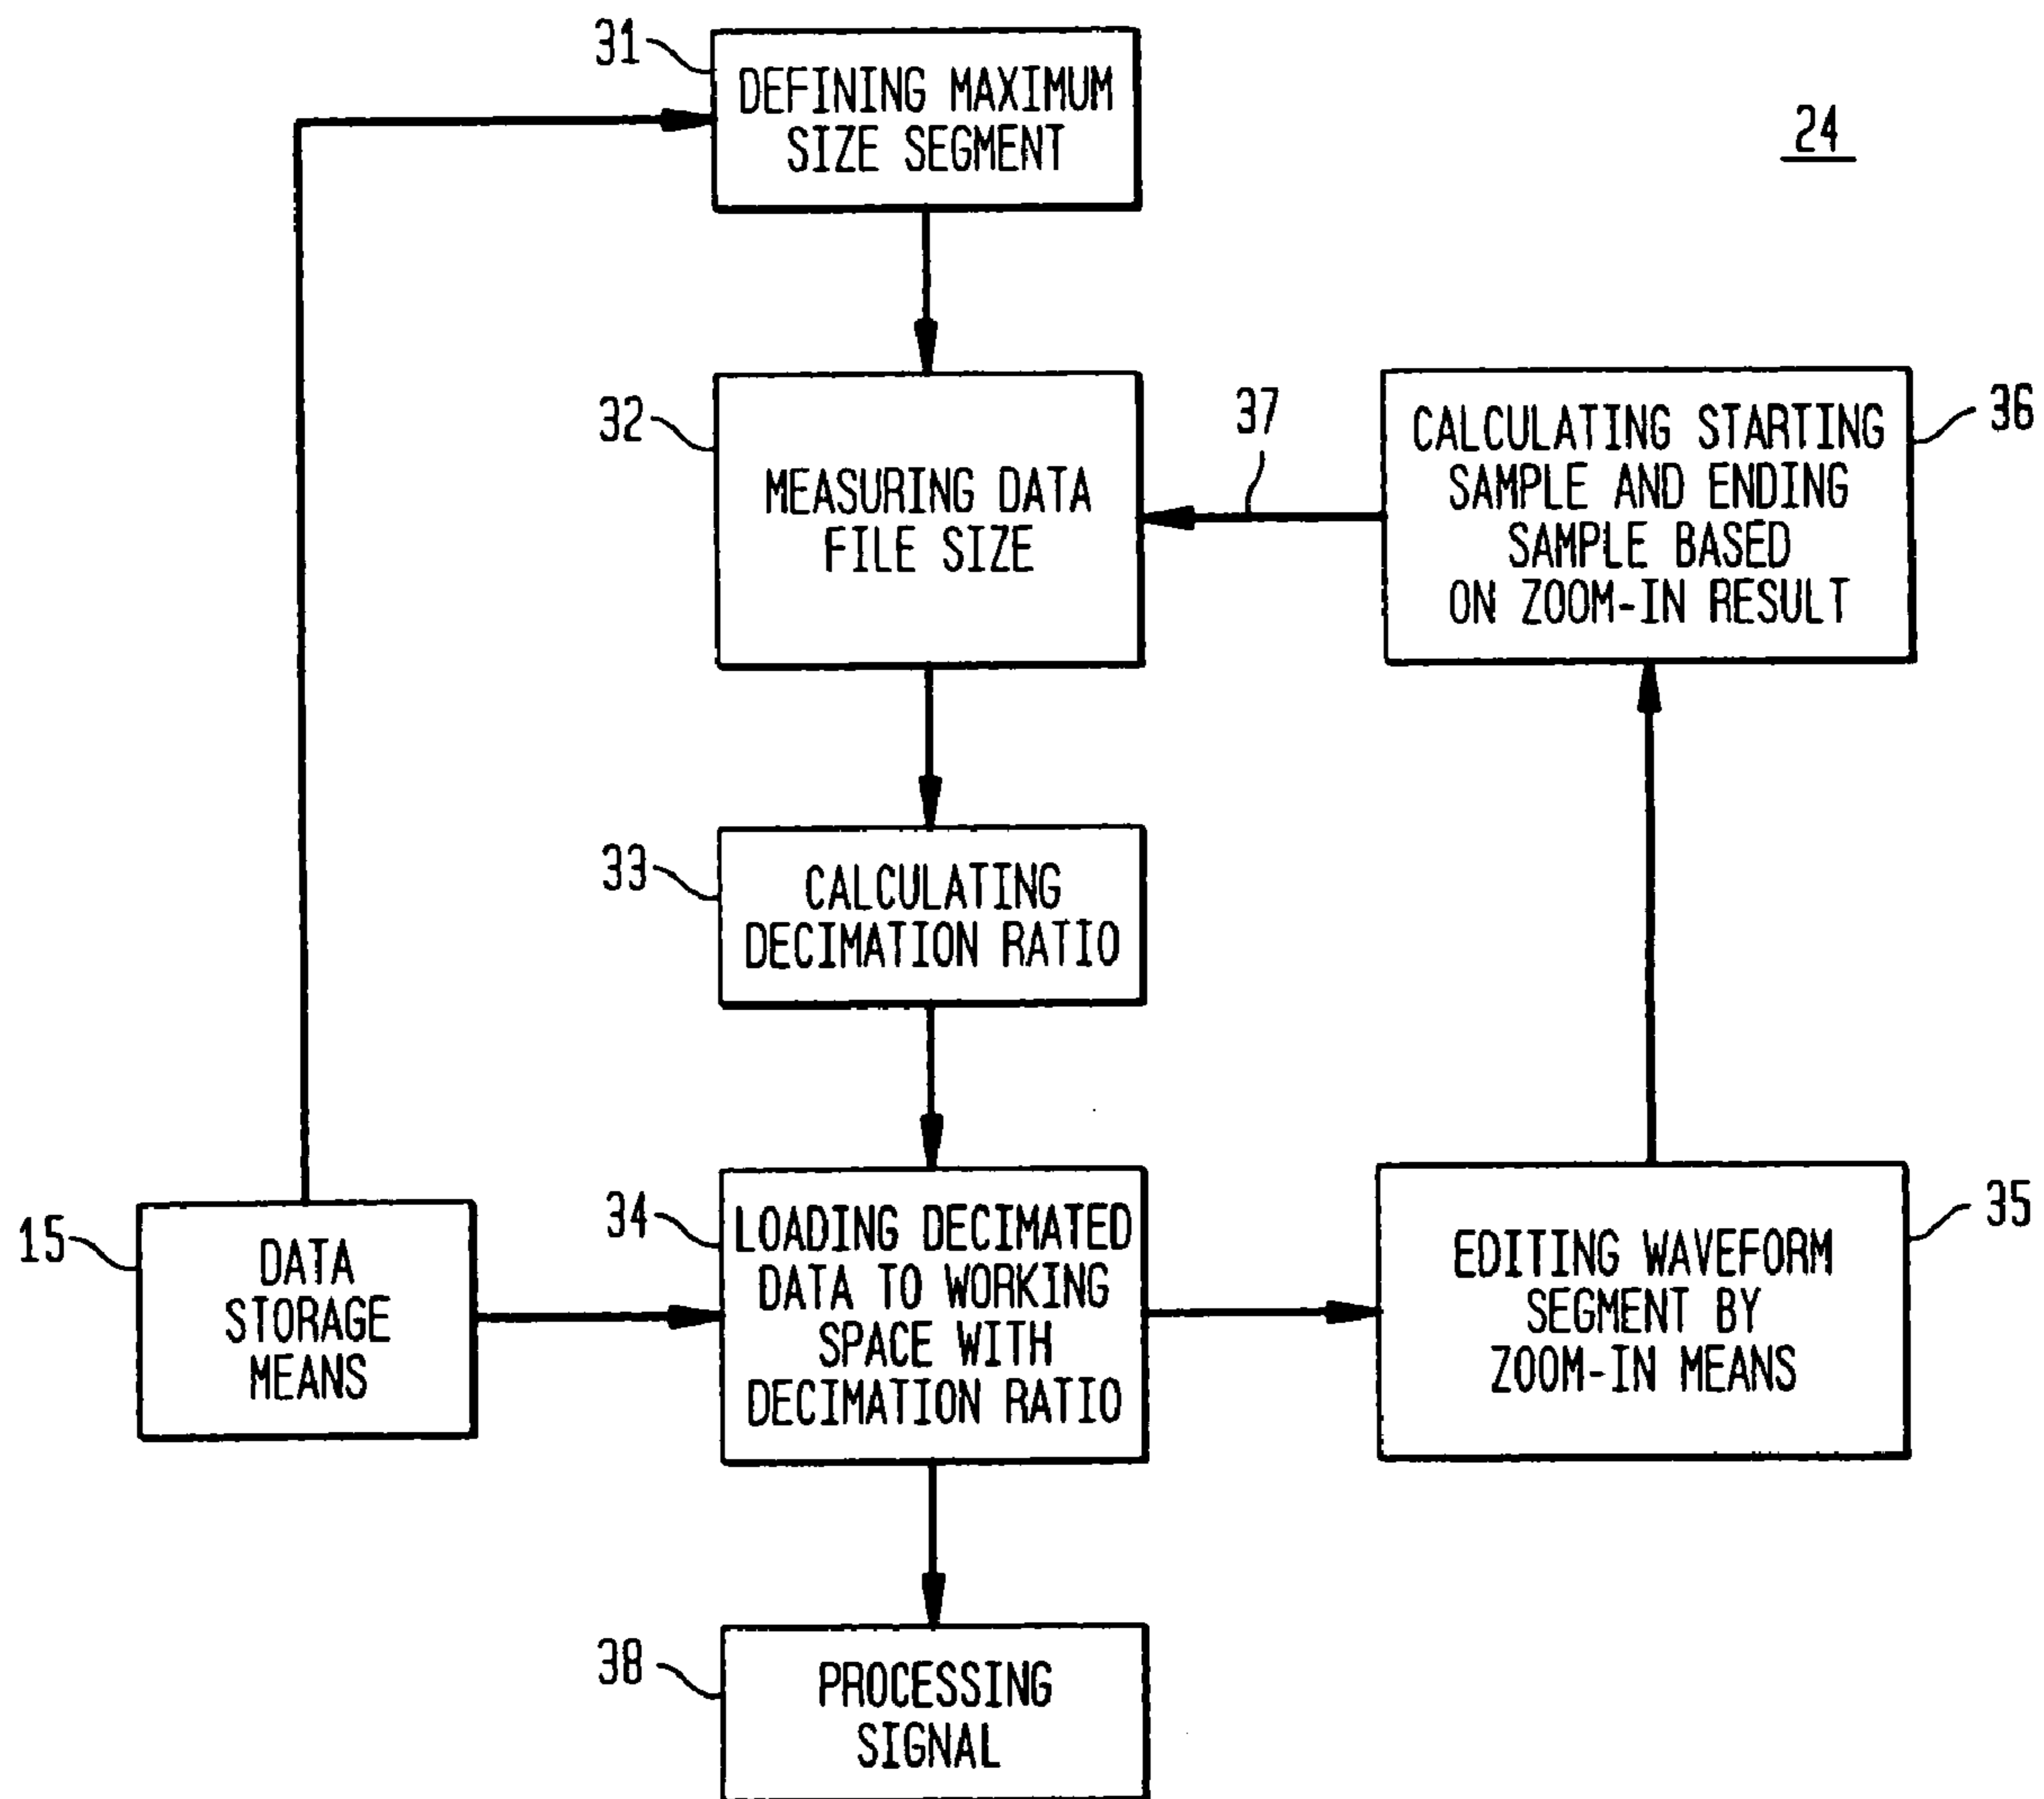 31
DEFINING MAXIMUM
SIZE SEGMENT
24
32
MEASURING DATA
FILE SIZE
37
CALCULATING STARTING
SAMPLE AND ENDING
SAMPLE BASED
ON ZOOM-IN RESULT
36
33
CALCULATING
DECIMATION RATIO
15
DATA
STORAGE
MEANS
34
LOADING DECIMATED
DATA TO WORKING
SPACE WITH
DECIMATION RATIO
EDITING WAVEFORM
SEGMENT BY
ZOOM-IN MEANS
35
38
PROCESSING
SIGNAL